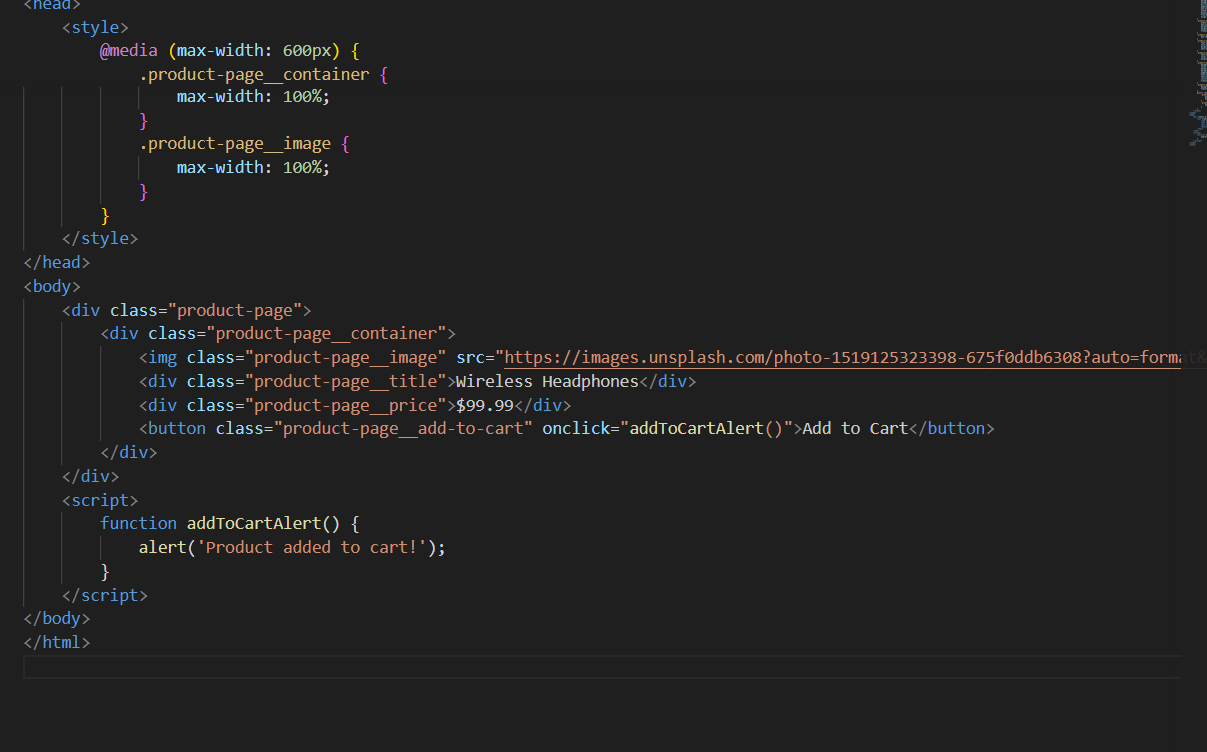 <head>
    <style>
        @media (max-width: 600px) {
            .product-page__container {
                max-width: 100%;
            }
            .product-page__image {
                max-width: 100%;
            }
        }
    </style>
</head>
<body>
    <div class="product-page">
        <div class="product-page__container">
            <img class="product-page__image" src="https://images.unsplash.com/photo-1519125323398-675f0ddb6308?auto=format&
            <div class="product-page__title">Wireless Headphones</div>
            <div class="product-page__price">$99.99</div>
            <button class="product-page__add-to-cart" onclick="addToCartAlert()">Add to Cart</button>
        </div>
    </div>
    <script>
        function addToCartAlert() {
            alert('Product added to cart!');
        }
    </script>
</body>
</html>